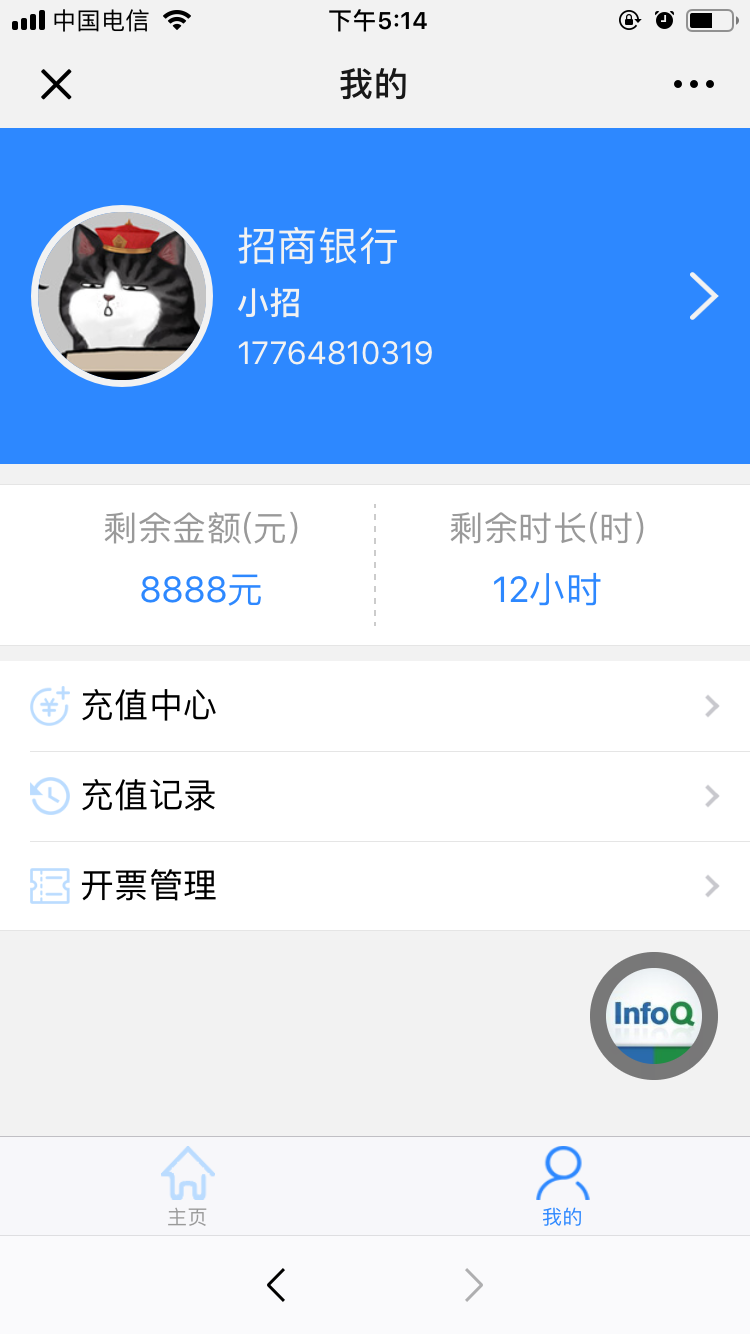 中国电信
下午5:14
我的
招商银行
小招
17764810319
剩余金额(元)
剩余时长(时)
8888元
12小时
充值中心
充值记录
开票管理
InfoQ
主页
我的